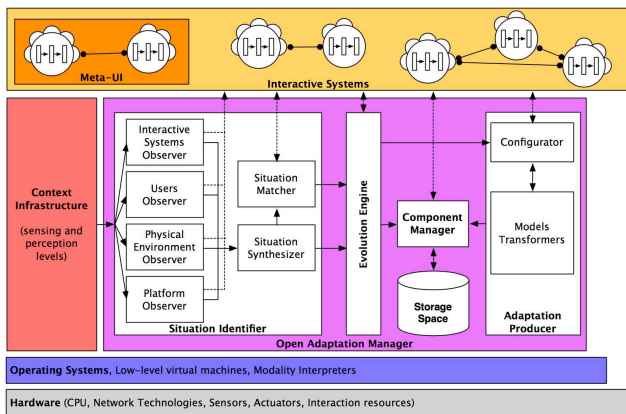 Meta-UI
Interactive Systems
Context
Infrastructure
(sensing and
perception
levels)
Interactive
Systems
Observer
Users
Observer
Physical
Environment
Observer
Platform
Observer
Situation
Matcher
Situation
Synthesizer
Situation Identifier
Evolution Engine
Component
Manager
Storage
Space
Configurator
Models
Transformers
Adaptation
Producer
Open Adaptation Manager
Operating Systems, Low-level virtual machines, Modality Interpreters
Hardware (CPU, Network Technologies, Sensors, Actuators, Interaction resources)